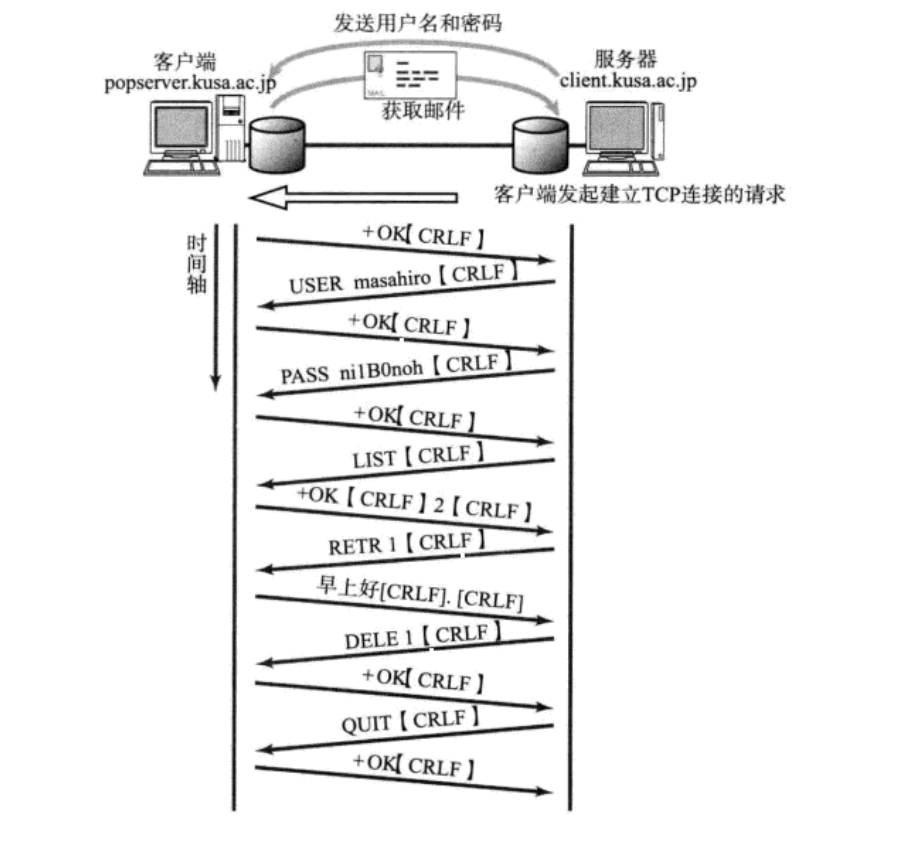 发送用户名和密码
客户端
popserver.kusa.ac.jp
服务器
client.kusa.ac.jp
MAIL
获取邮件
客户端发起建立TCP连接的请求
时间轴
+OK【CRLF】
USER masahiro【CRLF】
+OK【CRLF】
PASS ni1B0noh【CRLF】
+OK【CRLF】
LIST【CRLF】
+OK【CRLF】2【CRLF】
RETR 1【CRLF】
早上好[CRLF]. [CRLF]
DELE 1【CRLF】
+OK【CRLF】
QUIT【CRLF】
+OK【CRLF】